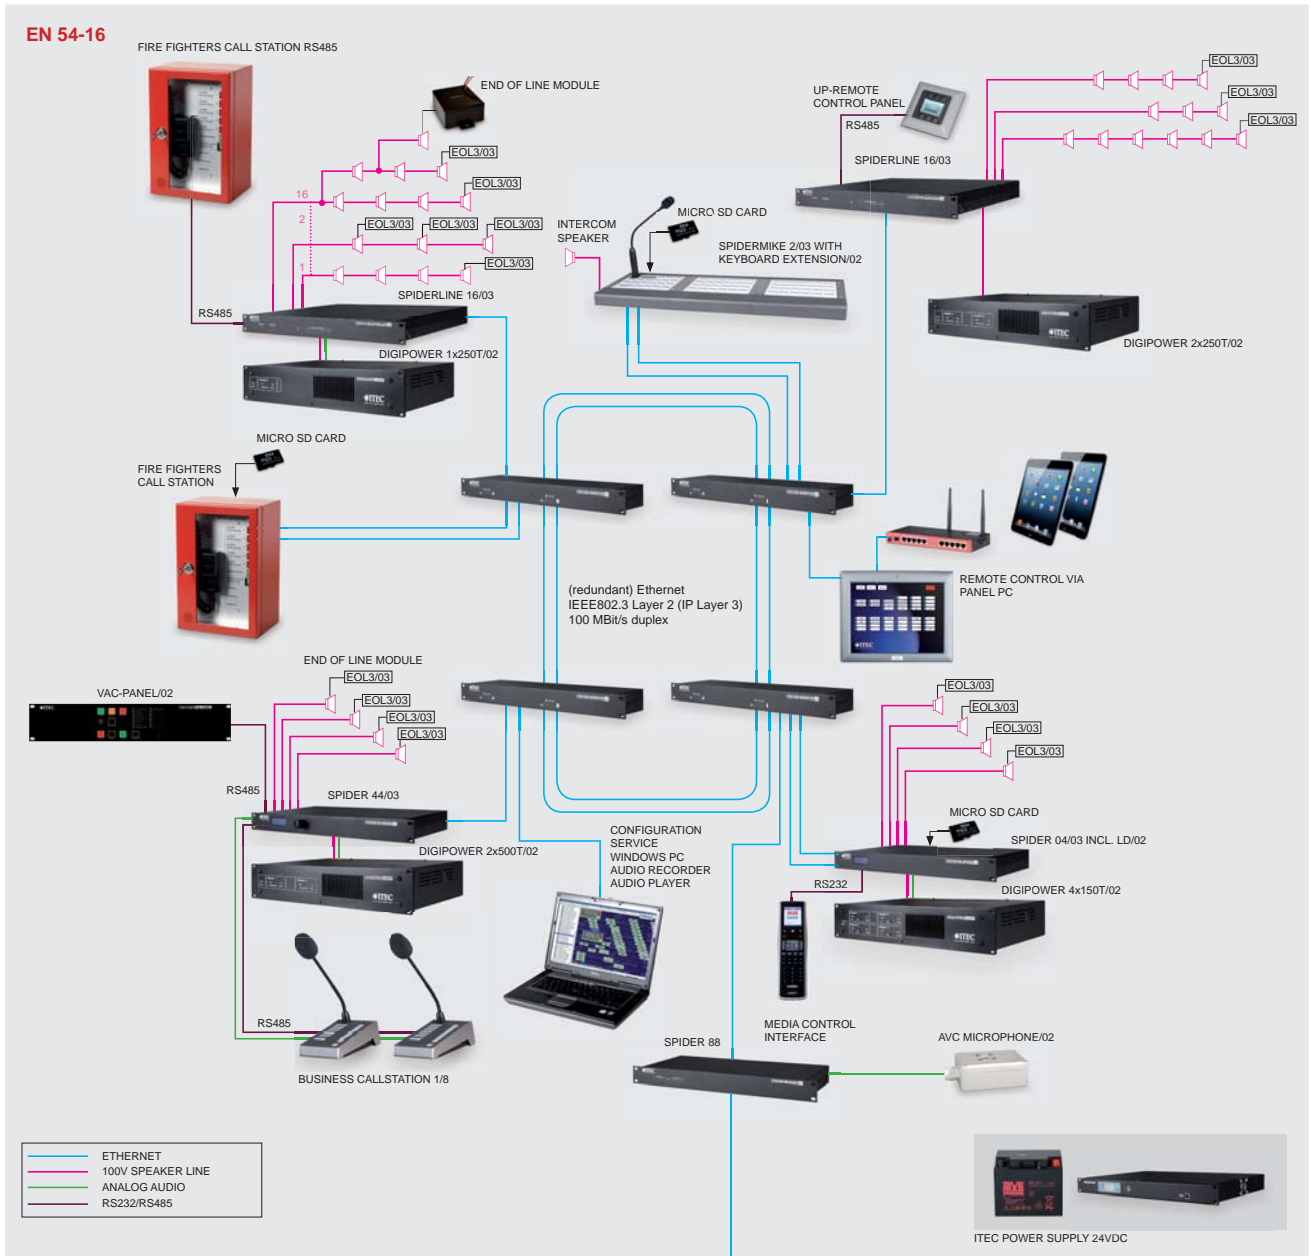 EN 54-16
FIRE FIGHTERS CALL STATION RS485
END OF LINE MODULE
EOL3/03
EOL3/03
16
2
EOL3/03
EOL3/03
EOL3/03
1
EOL3/03
SPIDERLINE 16/03
RS485
DIGIPOWER 1x250T/02
ITEC
MICRO SD CARD
FIRE FIGHTERS
CALL STATION
INTERCOM
SPEAKER
MICRO SD CARD
SPIDERMIKE 2/03 WITH
KEYBOARD EXTENSION/02
UP-REMOTE
CONTROL PANEL
RS485
SPIDERLINE 16/03
EOL3/03
EOL3/03
EOL3/03
ITEC
DIGIPOWER 2x250T/02
(redundant) Ethernet
IEEE802.3 Layer 2 (IP Layer 3)
100 MBit/s duplex
REMOTE CONTROL VIA
PANEL PC
ITEC
END OF LINE MODULE
EOL3/03
EOL3/03
EOL3/03
EOL3/03
VAC-PANEL/02
ITEC
RS485
SPIDER 44/03
DIGIPOWER 2x500T/02
ITEC
RS485
BUSINESS CALLSTATION 1/8
CONFIGURATION
SERVICE
WINDOWS PC
AUDIO RECORDER
AUDIO PLAYER
EOL3/03
EOL3/03
EOL3/03
EOL3/03
MICRO SD CARD
SPIDER 04/03 INCL. LD/02
RS232
DIGIPOWER 4x150T/02
ITEC
MEDIA CONTROL
INTERFACE
SPIDER 88
AVC MICROPHONE/02
ETHERNET
100V SPEAKER LINE
ANALOG AUDIO
RS232/RS485
ITEC POWER SUPPLY 24VDC